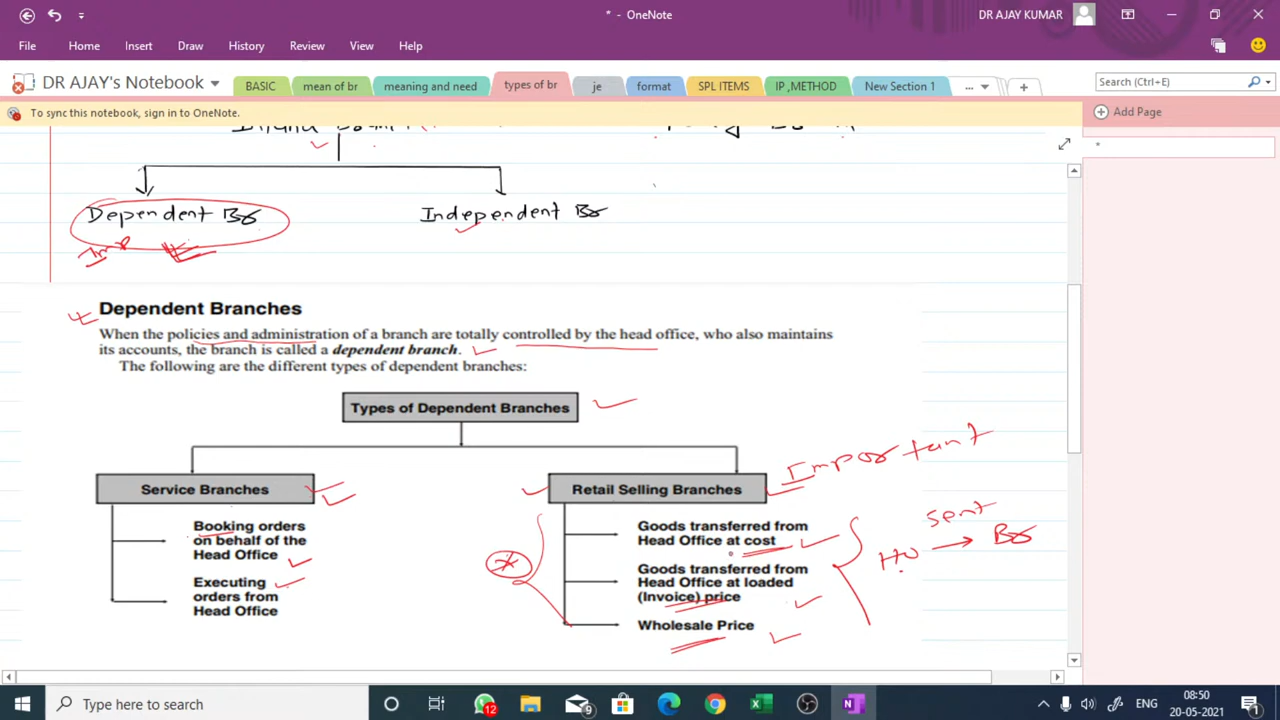 * - OneNote
DR AJAY KUMAR
File Home Insert Draw History Review View Help
DR AJAY's Notebook BASIC mean of br meaning and need types of br je format SPL ITEMS IP ,METHOD New Section 1 ... Search (Ctrl+E)
To sync this notebook, sign in to OneNote.
Add Page
*
Dependent Br Independent Br
Imp
Dependent Branches
When the policies and administration of a branch are totally controlled by the head office, who also maintains
its accounts, the branch is called a dependent branch.
The following are the different types of dependent branches:
Types of Dependent Branches
Important
Service Branches
Retail Selling Branches
Booking orders
on behalf of the
Head Office
Executing
orders from
Head Office
Goods transferred from
Head Office at cost
Goods transferred from
Head Office at loaded
(Invoice) price
Wholesale Price
sent
HO → Br
Type here to search
12
9
ENG
08:50
20-05-2021
1